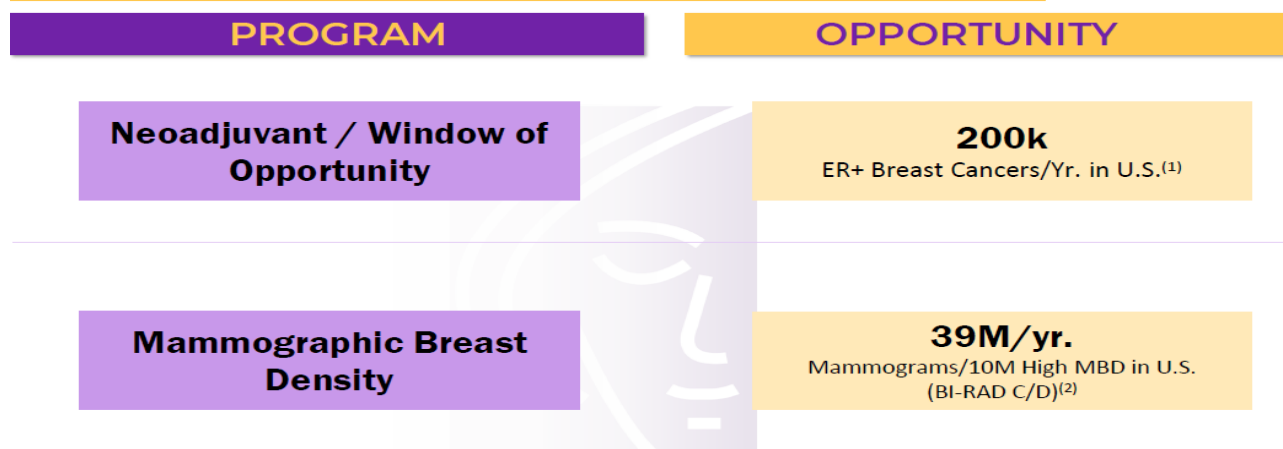 PROGRAM
OPPORTUNITY
Neoadjuvant / Window of
Opportunity
200k
ER+ Breast Cancers/Yr. in U.S.(1)
Mammographic Breast
Density
39M/yr.
Mammograms/10M High MBD in U.S.
(BI-RAD C/D)(2)